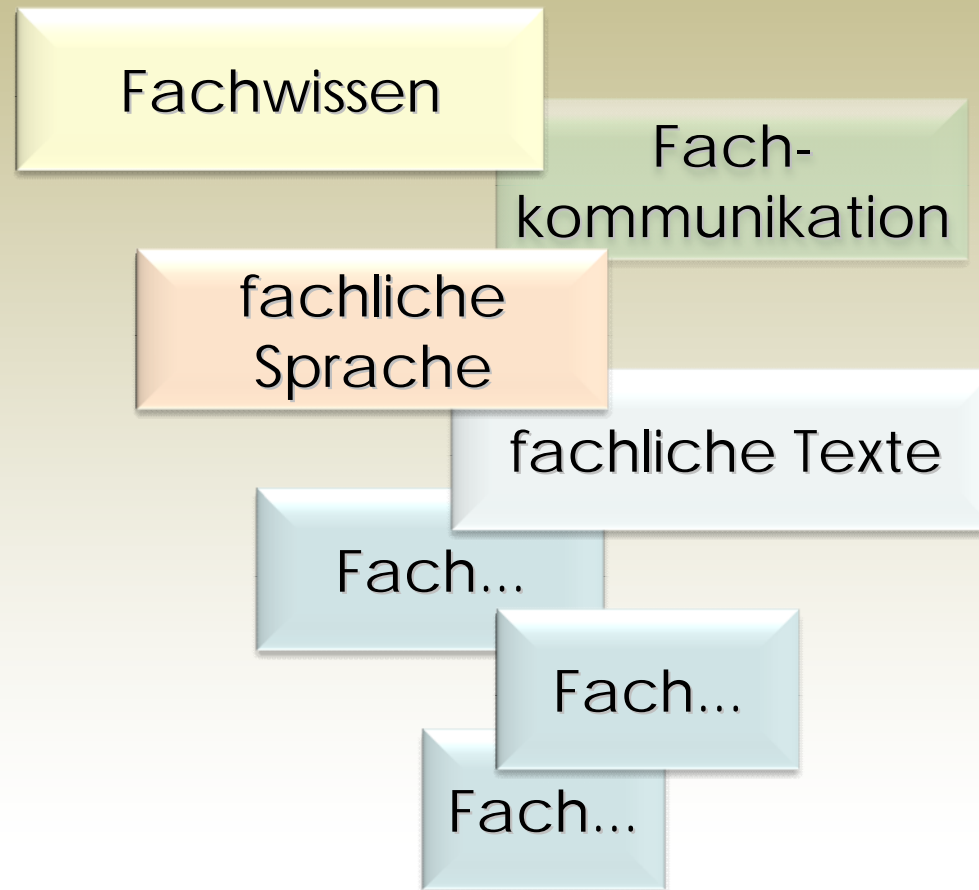 Fachwissen
Fach-
kommunikation
fachliche
Sprache
fachliche Texte
Fach...
Fach...
Fach...